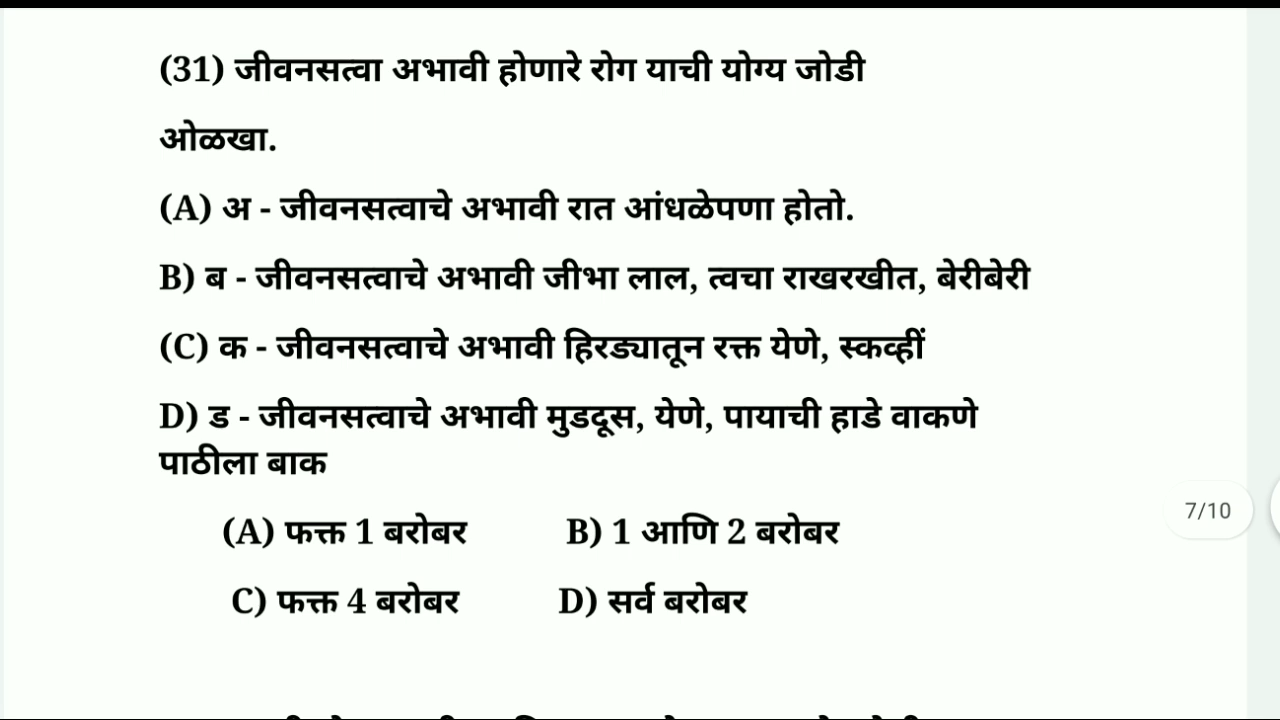 (31) जीवनसत्वा अभावी होणारे रोग याची योग्य जोडी
ओळखा.
(A) अ - जीवनसत्वाचे अभावी रात आंधळेपणा होतो.
B) ब - जीवनसत्वाचे अभावी जीभा लाल, त्वचा राखरखीत, बेरीबेरी
(C) क - जीवनसत्वाचे अभावी हिरड्यातून रक्त येणे, स्कर्व्हीं
D) ड - जीवनसत्वाचे अभावी मुडदूस, येणे, पायाची हाडे वाकणे
पाठीला बाक
(A) फक्त 1 बरोबर B) 1 आणि 2 बरोबर
7/10
C) फक्त 4 बरोबर D) सर्व बरोबर